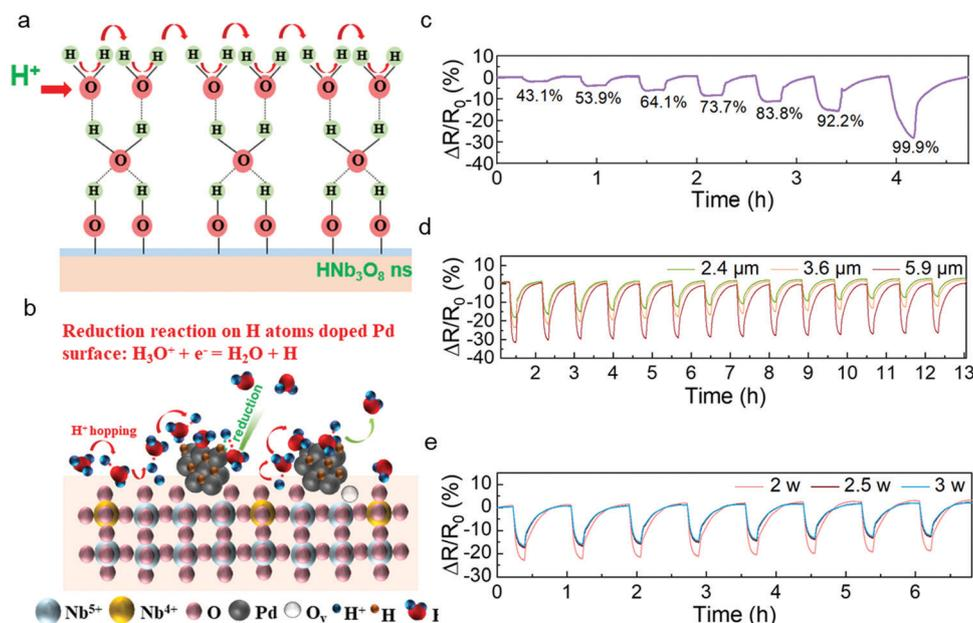 a
H⁺
H H H H H H H H H H H H
O O O O O O
H H H H H H
O O O
H H H H H H
O O O O O O
HNb₃O₈ ns
b
Reduction reaction on H atoms doped Pd
surface: H₃O⁺ + e⁻ = H₂O + H
H⁺ hopping
reduction
Nb⁵⁺ Nb⁴⁺ O Pd Oᵥ H⁺ H
c
ΔR/R₀ (%)
10
0
-10
-20
-30
-40
43.1% 53.9% 64.1% 73.7% 83.8% 92.2% 99.9%
0 1 2 3 4
Time (h)
d
ΔR/R₀ (%)
10
0
-10
-20
-30
-40
2.4 μm 3.6 μm 5.9 μm
2 3 4 5 6 7 8 9 10 11 12 13
Time (h)
e
ΔR/R₀ (%)
10
0
-10
-20
-30
2 w 2.5 w 3 w
0 1 2 3 4 5 6
Time (h)